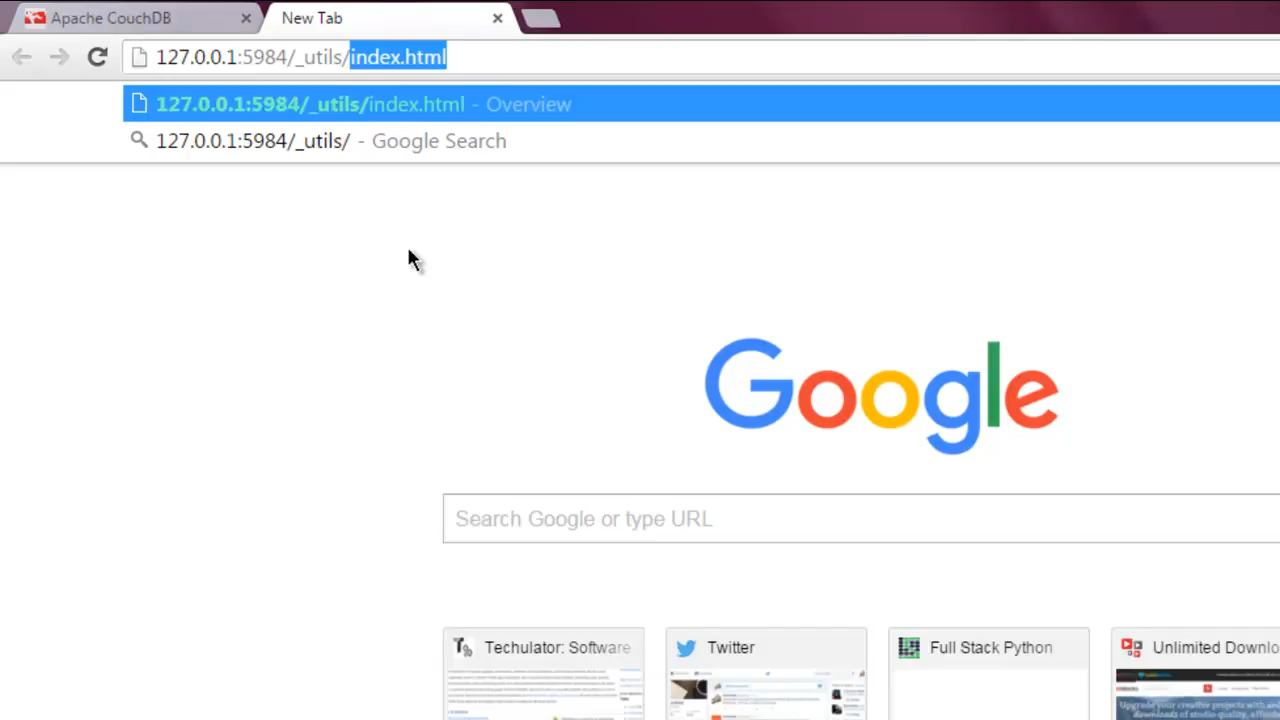 Apache CouchDB
New Tab
127.0.0.1:5984/_utils/index.html
127.0.0.1:5984/_utils/index.html - Overview
127.0.0.1:5984/_utils/ - Google Search
Google
Search Google or type URL
Techulator: Software
Twitter
Full Stack Python
Unlimited Downlo